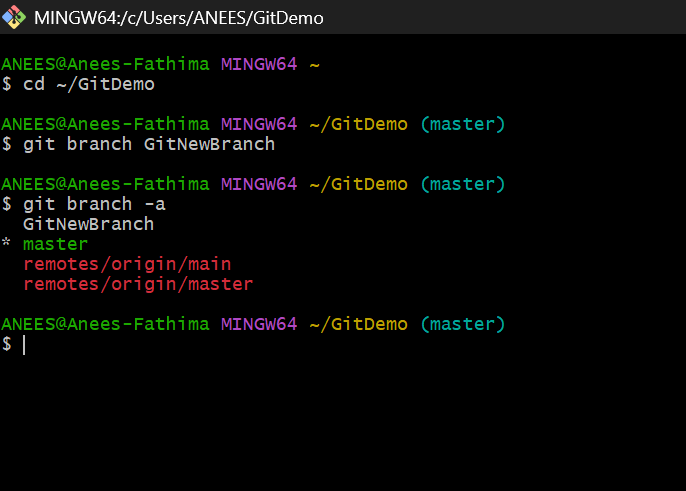 MINGW64:/c/Users/ANEES/GitDemo
ANEES@Anees-Fathima MINGW64 ~
$ cd ~/GitDemo
ANEES@Anees-Fathima MINGW64 ~/GitDemo (master)
$ git branch GitNewBranch
ANEES@Anees-Fathima MINGW64 ~/GitDemo (master)
$ git branch -a
  GitNewBranch
* master
  remotes/origin/main
  remotes/origin/master
ANEES@Anees-Fathima MINGW64 ~/GitDemo (master)
$